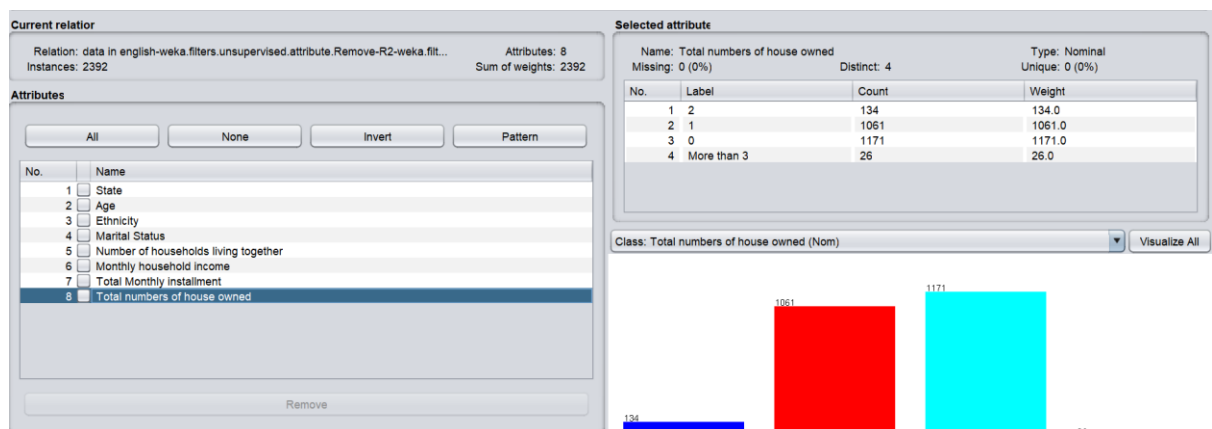 Current relatior
Relation: data in english-weka.filters.unsupervised.attribute.Remove-R2-weka.filt... Attributes: 8
Instances: 2392 Sum of weights: 2392
Attributes
All None Invert Pattern
No. Name
1 State
2 Age
3 Ethnicity
4 Marital Status
5 Number of households living together
6 Monthly household income
7 Total Monthly installment
8 Total numbers of house owned
Remove
Selected attribute
Name: Total numbers of house owned Type: Nominal
Missing: 0 (0%) Distinct: 4 Unique: 0 (0%)
No. Label Count Weight
1 2 134 134.0
2 1 1061 1061.0
3 0 1171 1171.0
4 More than 3 26 26.0
Class: Total numbers of house owned (Nom) Visualize All
1171
1061
134